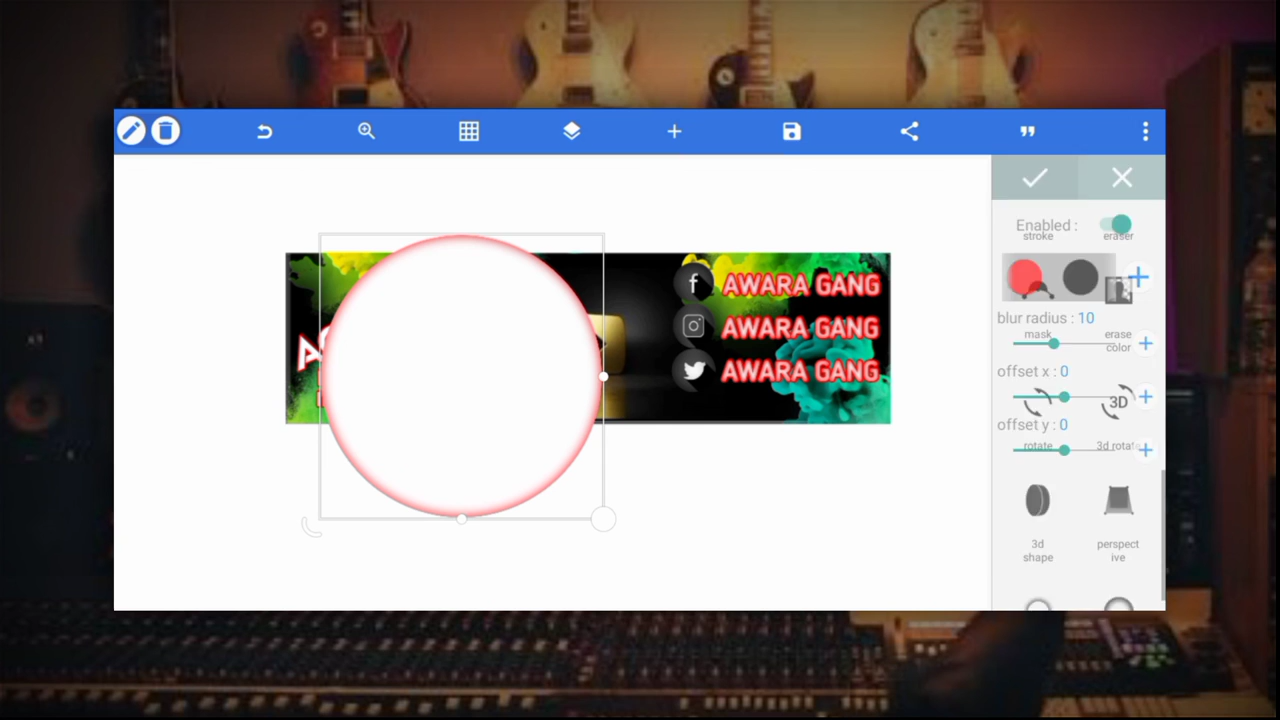 Enabled :
stroke
eraser
blur radius : 10
mask
erase
color
offset x : 0
3D
offset y : 0
rotate
3d rotat
3d
shape
perspect
ive
AWARA GANG
AWARA GANG
AWARA GANG